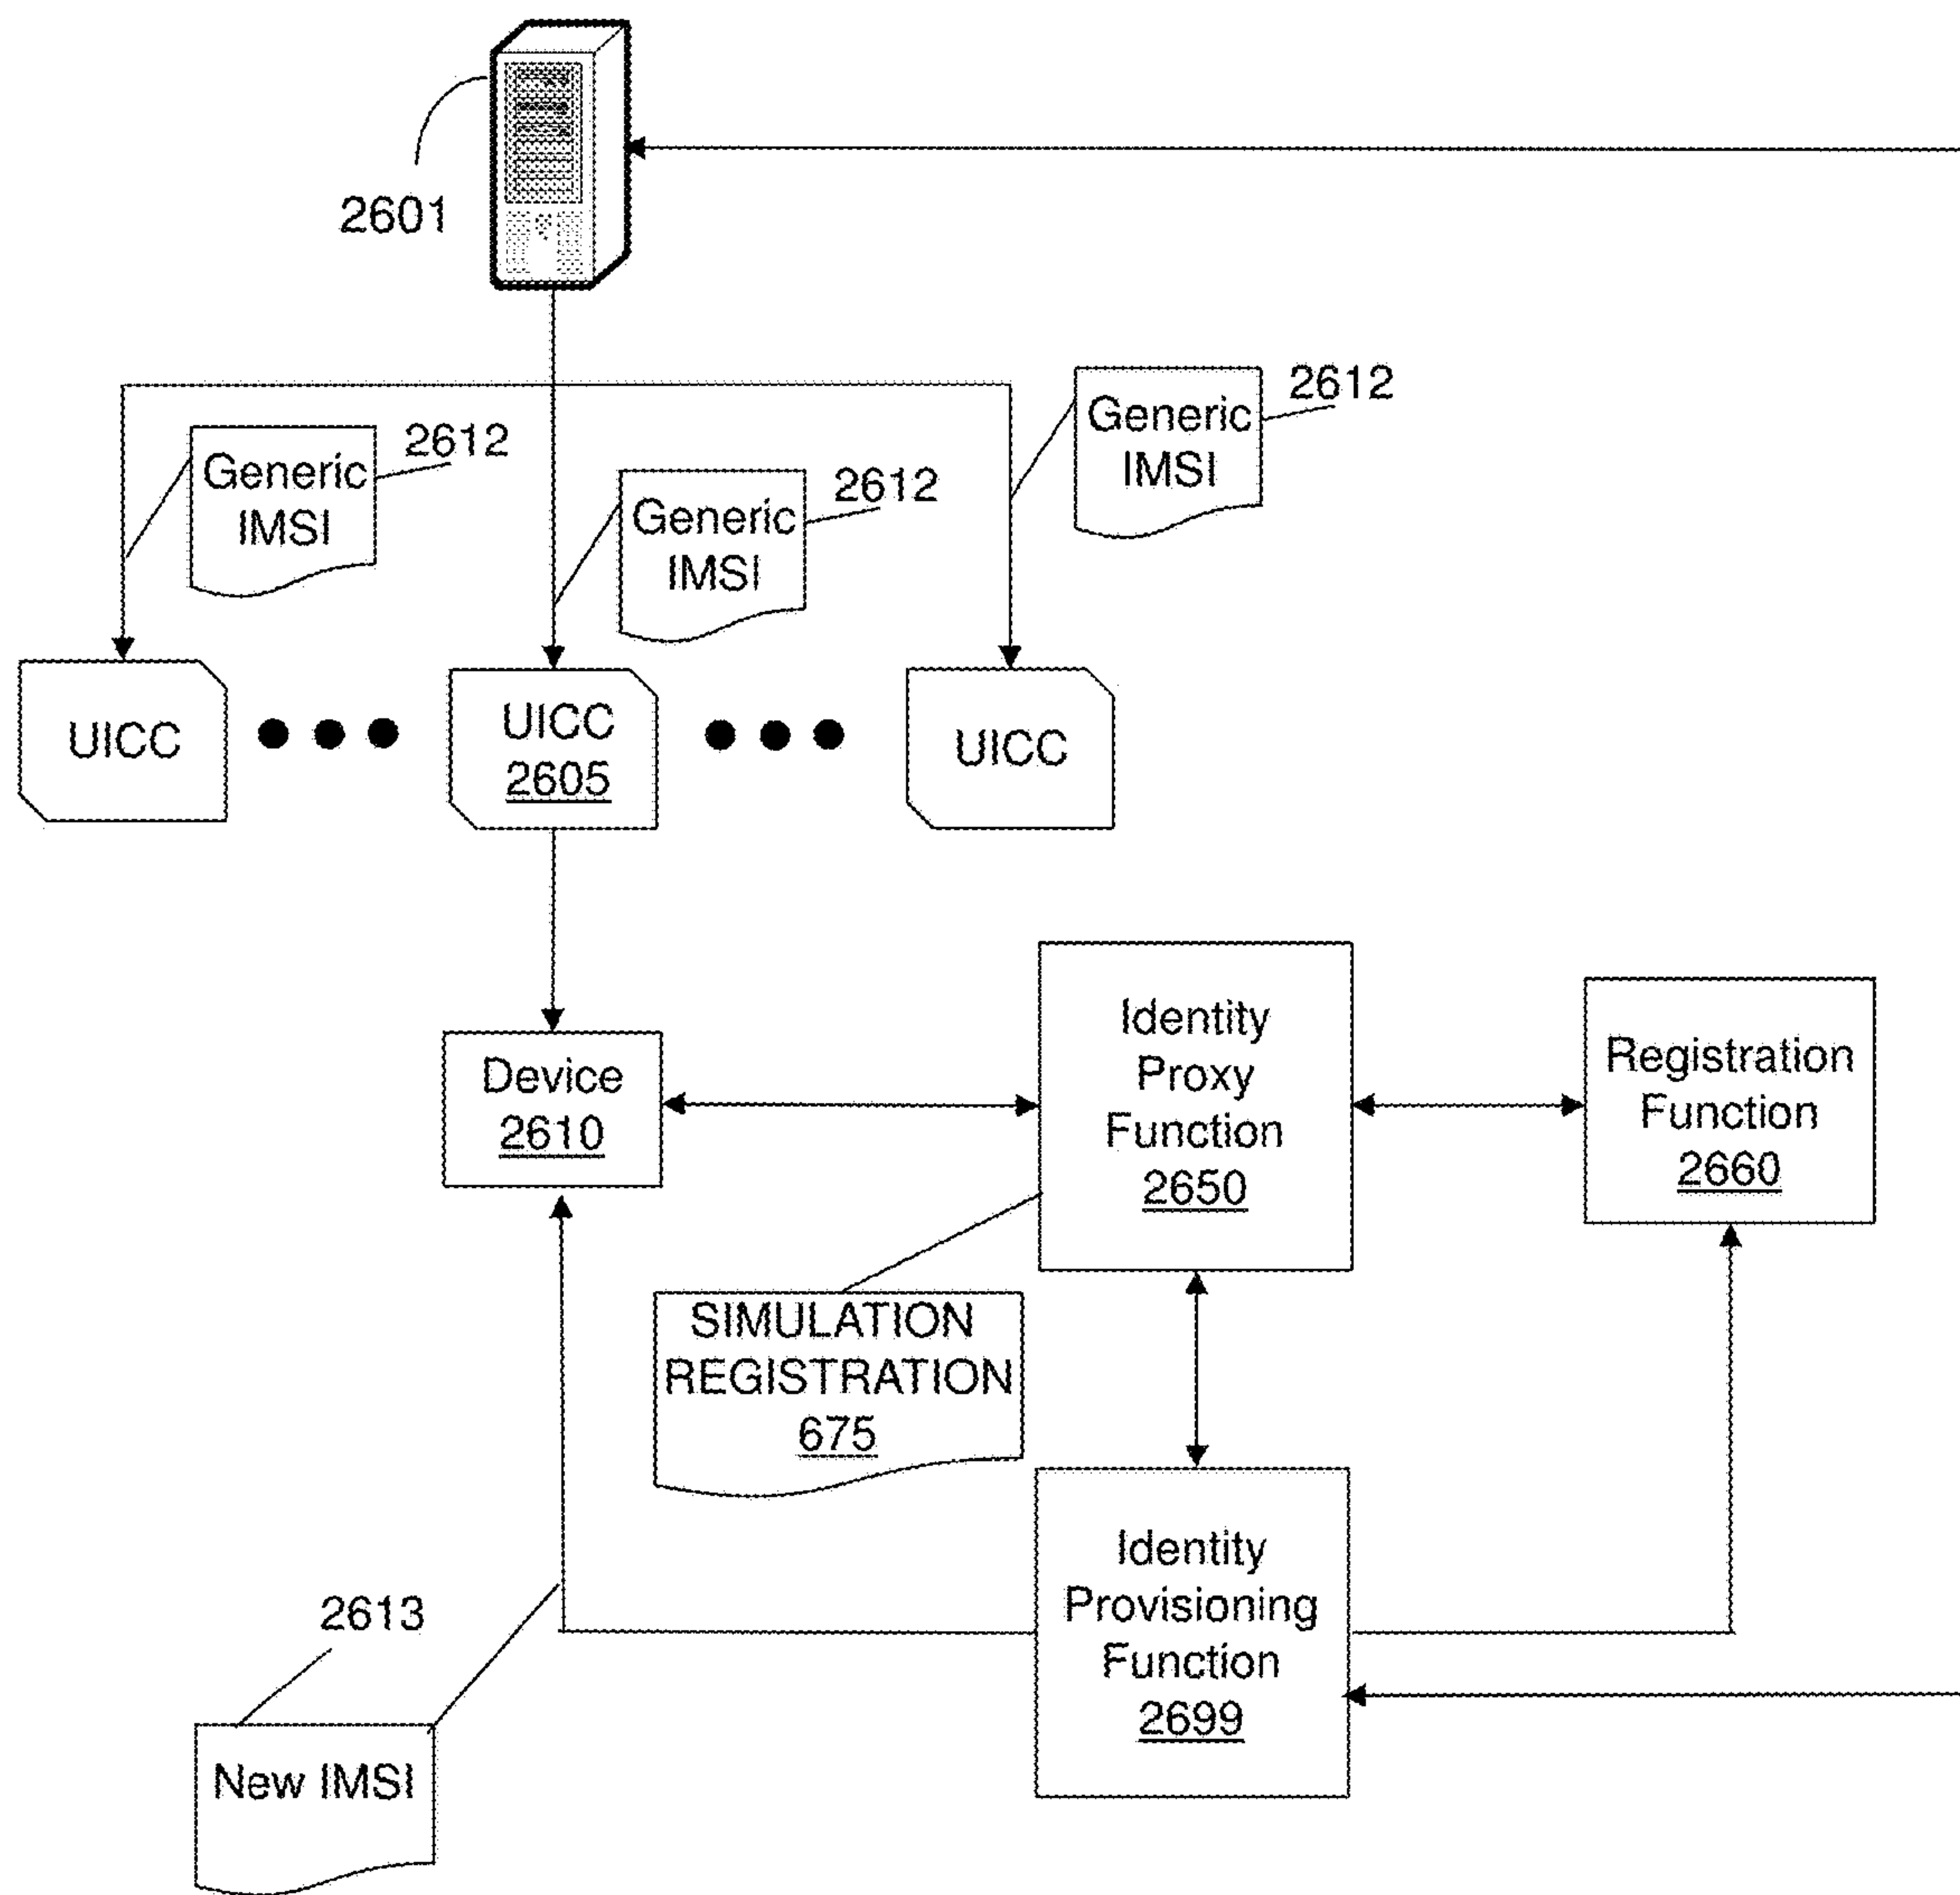 2601
2612
Generic
IMSI
2612
Generic
IMSI
2612
Generic
IMSI
UICC
UICC
2605
UICC
Device
2610
Identity
Proxy
Function
2650
Registration
Function
2660
SIMULATION
REGISTRATION
675
Identity
Provisioning
Function
2699
2613
New IMSI